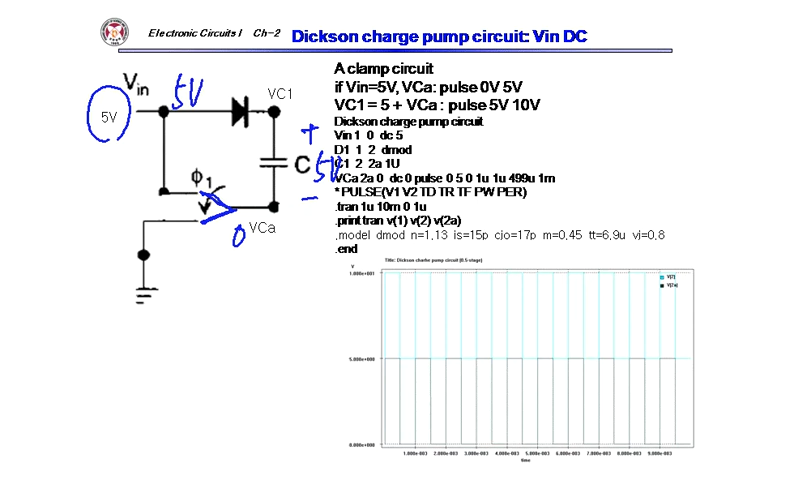 Electronic Circuits I Ch-2
Dickson charge pump circuit: Vin DC
A clamp circuit
if Vin=5V, VCa: pulse 0V 5V
VC1 = 5 + VCa : pulse 5V 10V
Dickson charge pump circuit
Vin 1 0 dc 5
D1 1 2 dmod
C1 2 2a 1U
VCa 2a 0 dc 0 pulse 0 5 0 1u 1u 499u 1m
* PULSE(V1 V2 TD TR TF PW PER)
.tran 1u 10m 0 1u
.print tran v(1) v(2) v(2a)
.model dmod n=1.13 is=15p cjo=17p m=0.45 tt=6.9u vj=0.8
.end
Vin
5V
5V
VC1
+
C
5V
-
Φ1
0
VCa
Title: Dickson charhe pump circuit (0.5 stage)
V
1.000e+001
5.000e+000
0.000e+000
V[2]
V[2a]
1.000e-003 2.000e-003 3.000e-003 4.000e-003 5.000e-003 6.000e-003 7.000e-003 8.000e-003 9.000e-003
time